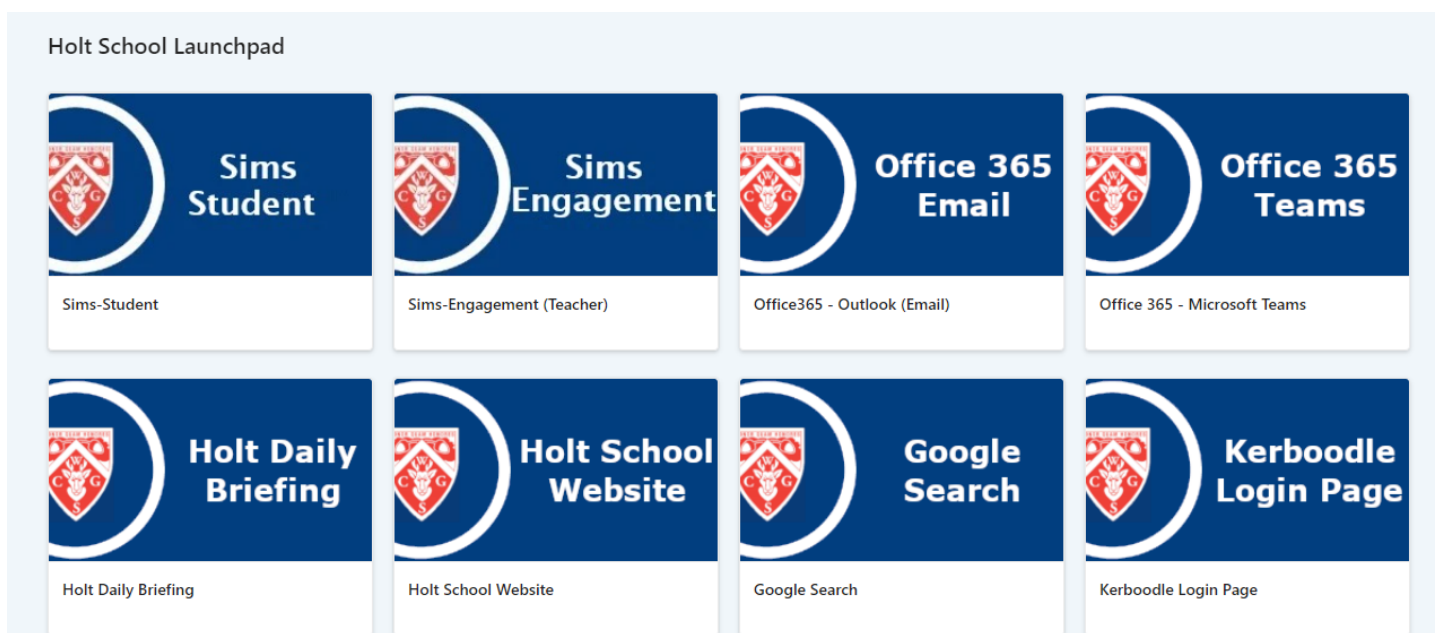 Holt School Launchpad
Sims
Student
Sims-Student
Sims
Engagement
Sims-Engagement (Teacher)
Office 365
Email
Office365 - Outlook (Email)
Office 365
Teams
Office 365 - Microsoft Teams
Holt Daily
Briefing
Holt Daily Briefing
Holt School
Website
Holt School Website
Google
Search
Google Search
Kerboodle
Login Page
Kerboodle Login Page